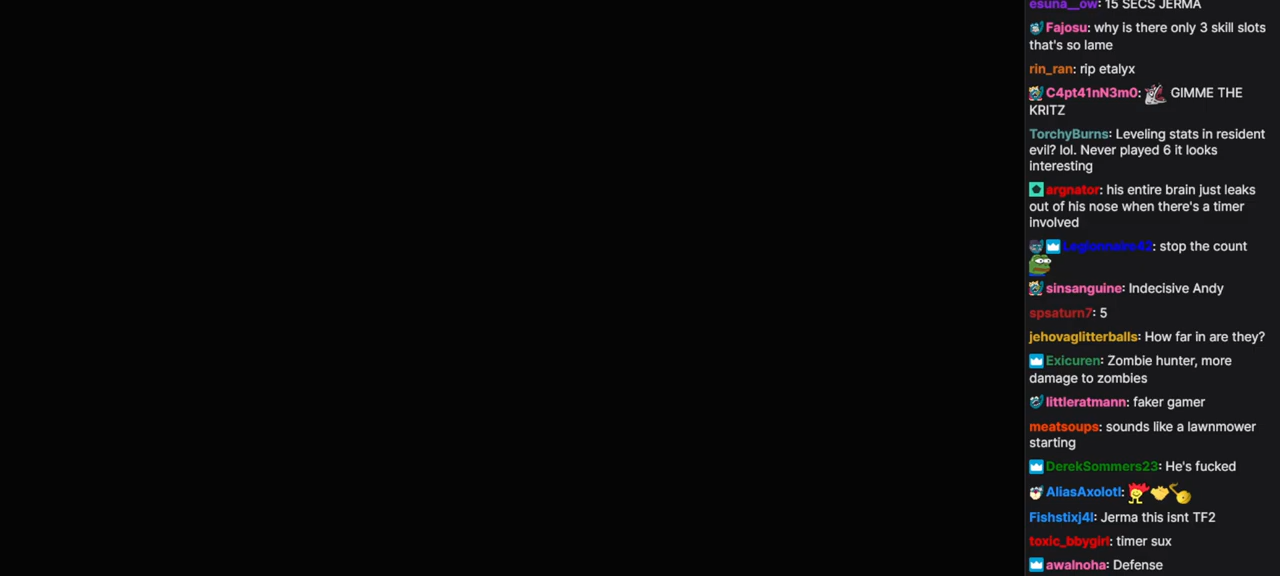 esuna__ow: 15 SECS JERMA
Fajosu: why is there only 3 skill slots
that's so lame
rin_ran: rip etalyx
C4pt41nN3m0: GIMME THE
KRITZ
TorchyBurns: Leveling stats in resident
evil? lol. Never played 6 it looks
interesting
argnator: his entire brain just leaks
out of his nose when there's a timer
involved
Legionnaire42: stop the count
sinsanguine: Indecisive Andy
spsaturn7: 5
jehovaglitterballs: How far in are they?
Exicuren: Zombie hunter, more
damage to zombies
littleratmann: faker gamer
meatsoups: sounds like a lawnmower
starting
DerekSommers23: He's fucked
AliasAxolotl:
Fishstixj4l: Jerma this isnt TF2
toxic_bbygirl: timer sux
awalnoha: Defense